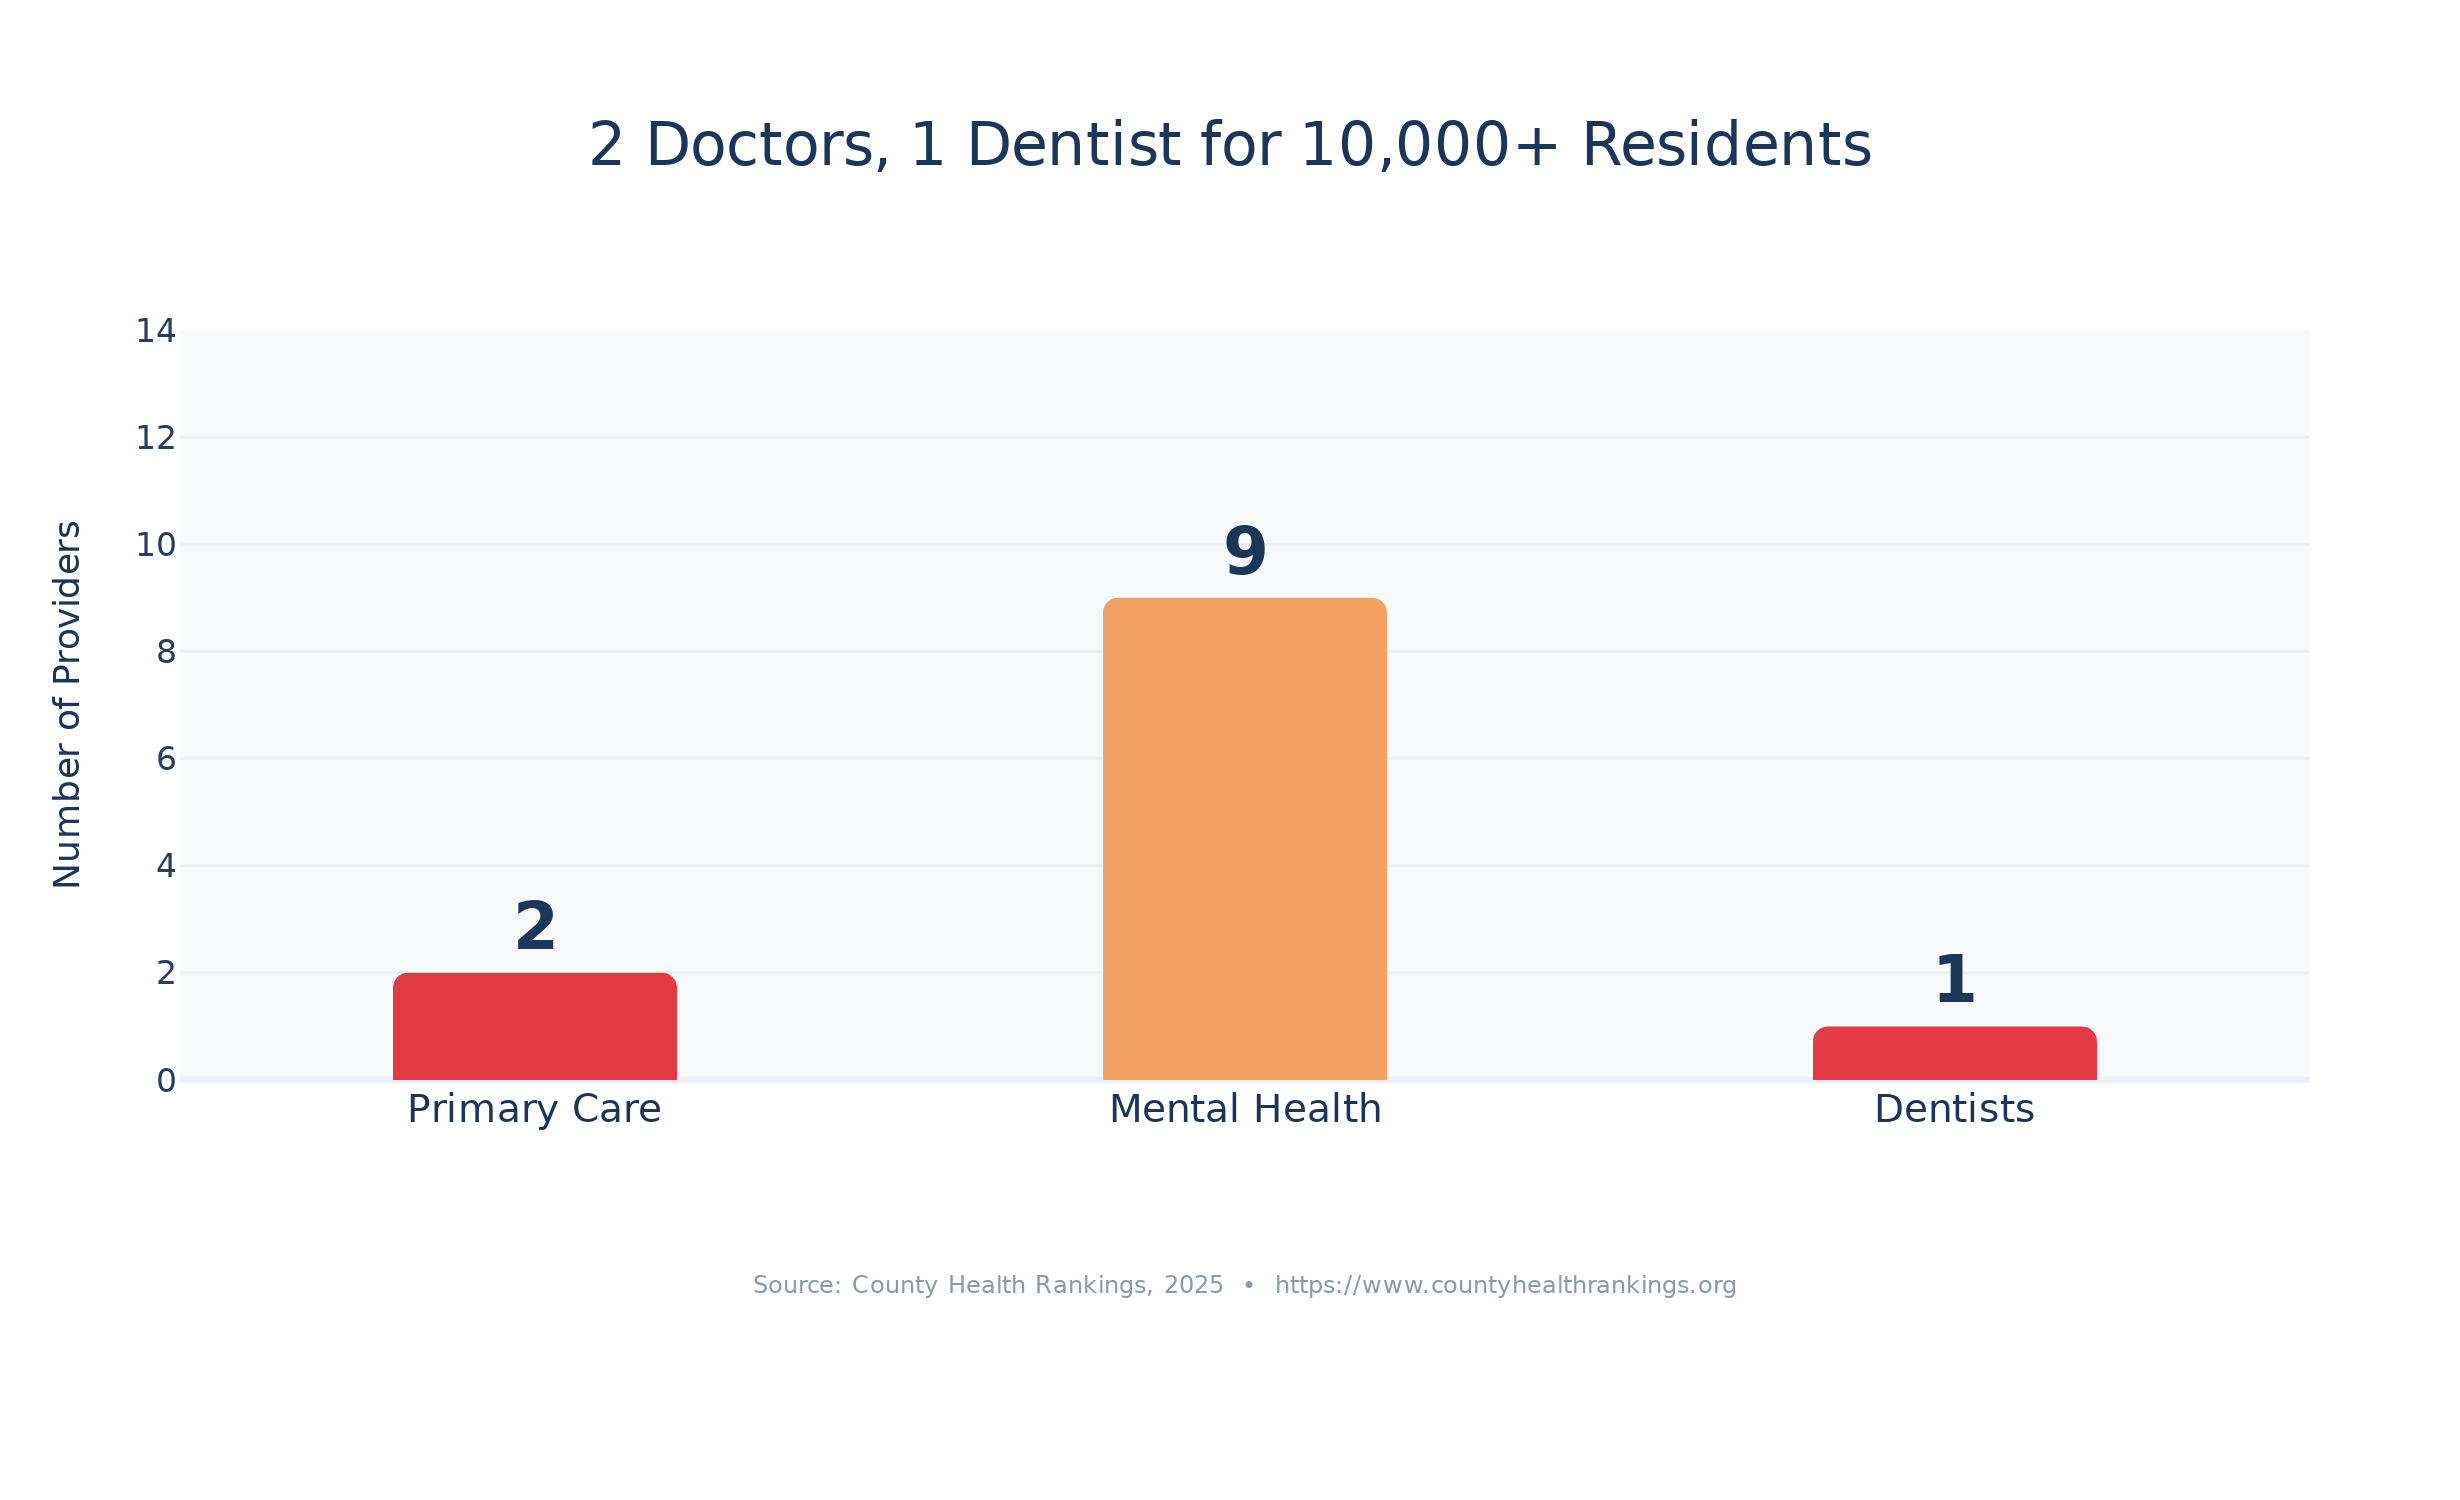 2 Doctors, 1 Dentist for 10,000+ Residents
14
12
10
8
6
4
2
0
Number of Providers
2
9
1
Primary Care
Mental Health
Dentists
Source: County Health Rankings, 2025 • https://www.countyhealthrankings.org